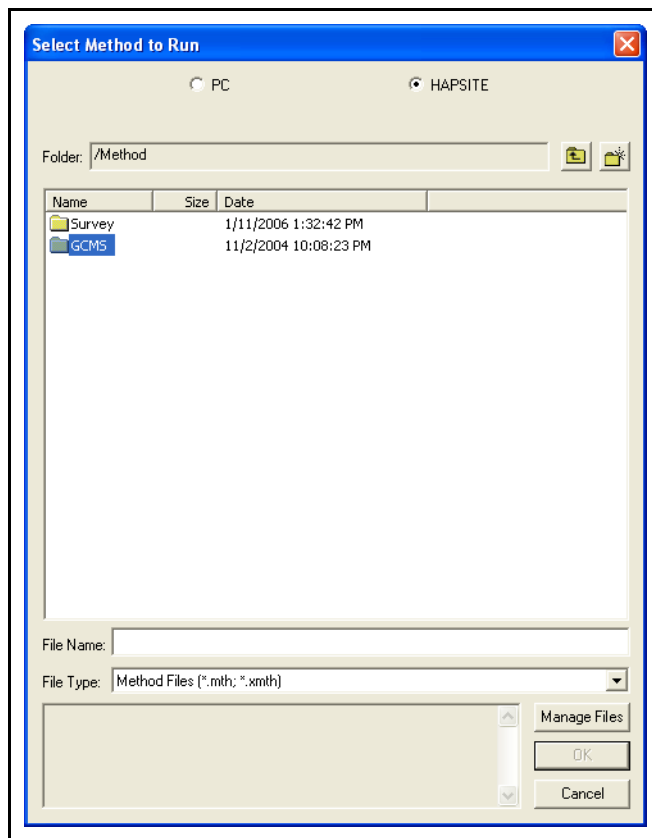 Select Method to Run
PC HAPSITE
Folder: /Method
Name Size Date
Survey 1/11/2006 1:32:42 PM
GCMS 11/2/2004 10:08:23 PM
File Name:
File Type: Method Files (*.mth; *.xmth)
Manage Files
OK
Cancel